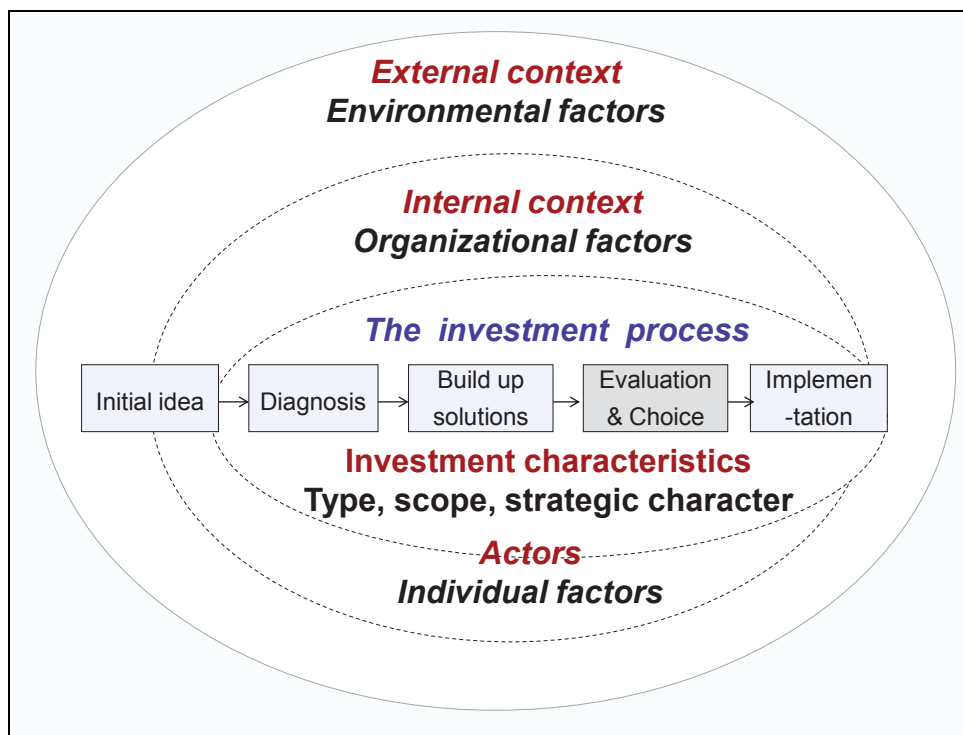 External context
Environmental factors
Internal context
Organizational factors
The investment process
Initial idea
Diagnosis
Build up
solutions
Evaluation
& Choice
Implemen
-tation
Investment characteristics
Type, scope, strategic character
Actors
Individual factors